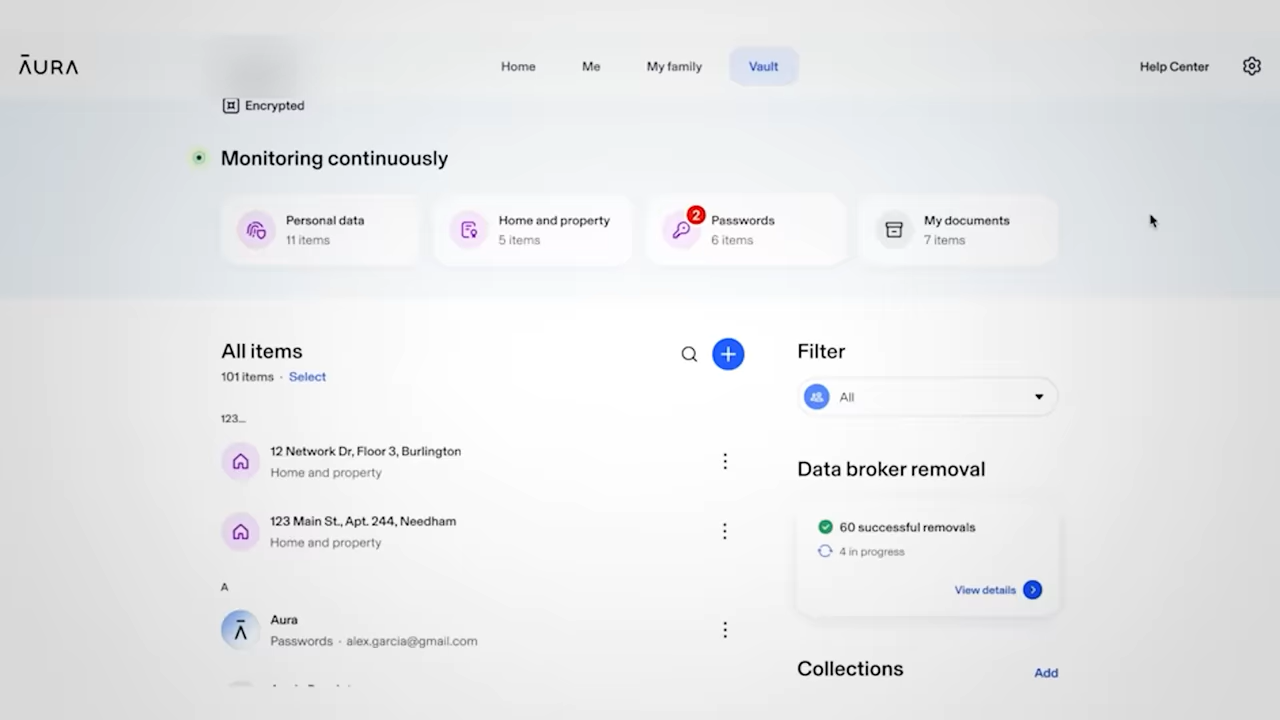 ĀURA
Home
Me
My family
Vault
Help Center
Encrypted
Monitoring continuously
Personal data
11 items
Home and property
5 items
2
Passwords
6 items
My documents
7 items
All items
101 items · Select
123...
12 Network Dr, Floor 3, Burlington
Home and property
123 Main St., Apt. 244, Needham
Home and property
A
Ā
Aura
Passwords · alex.garcia@gmail.com
Filter
All
Data broker removal
60 successful removals
4 in progress
View details
Collections
Add